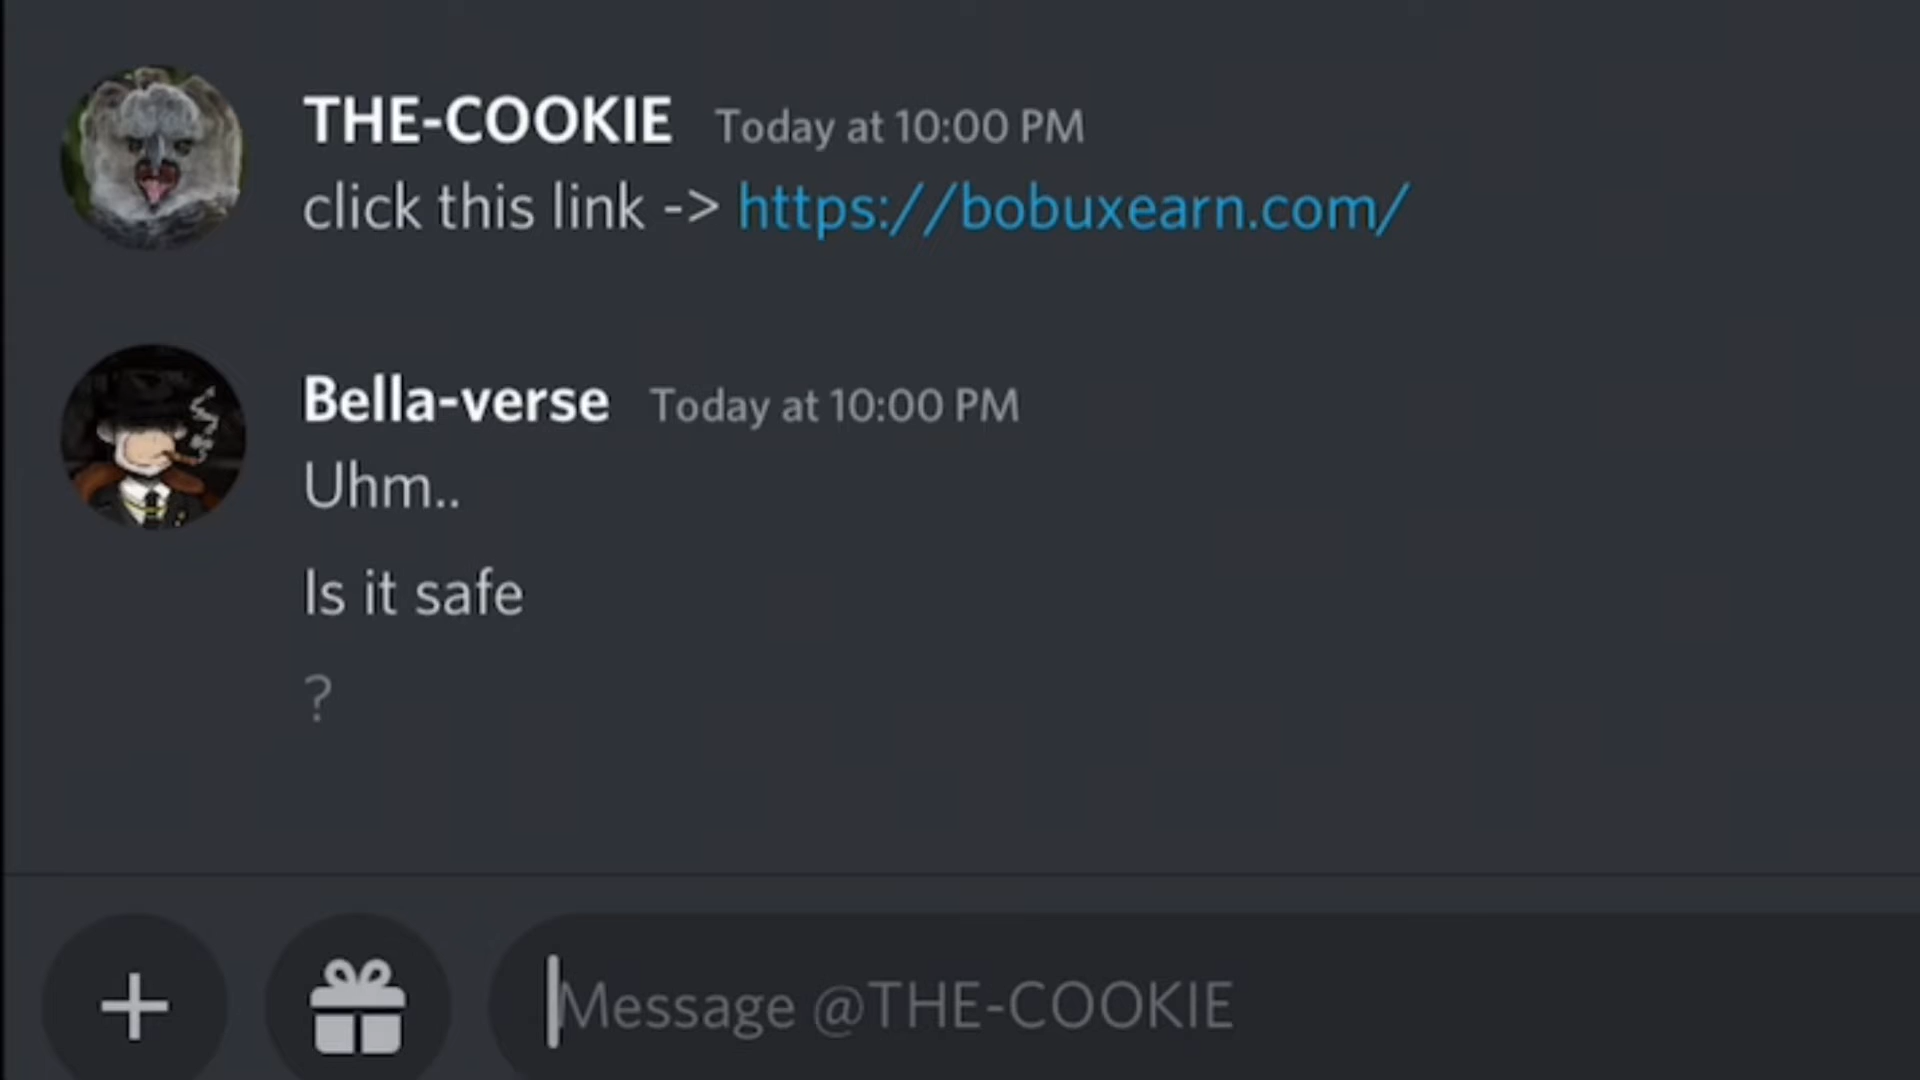 THE-COOKIE Today at 10:00 PM
click this link -> https://bobuxearn.com/
Bella-verse Today at 10:00 PM
Uhm..
Is it safe
?
Message @THE-COOKIE